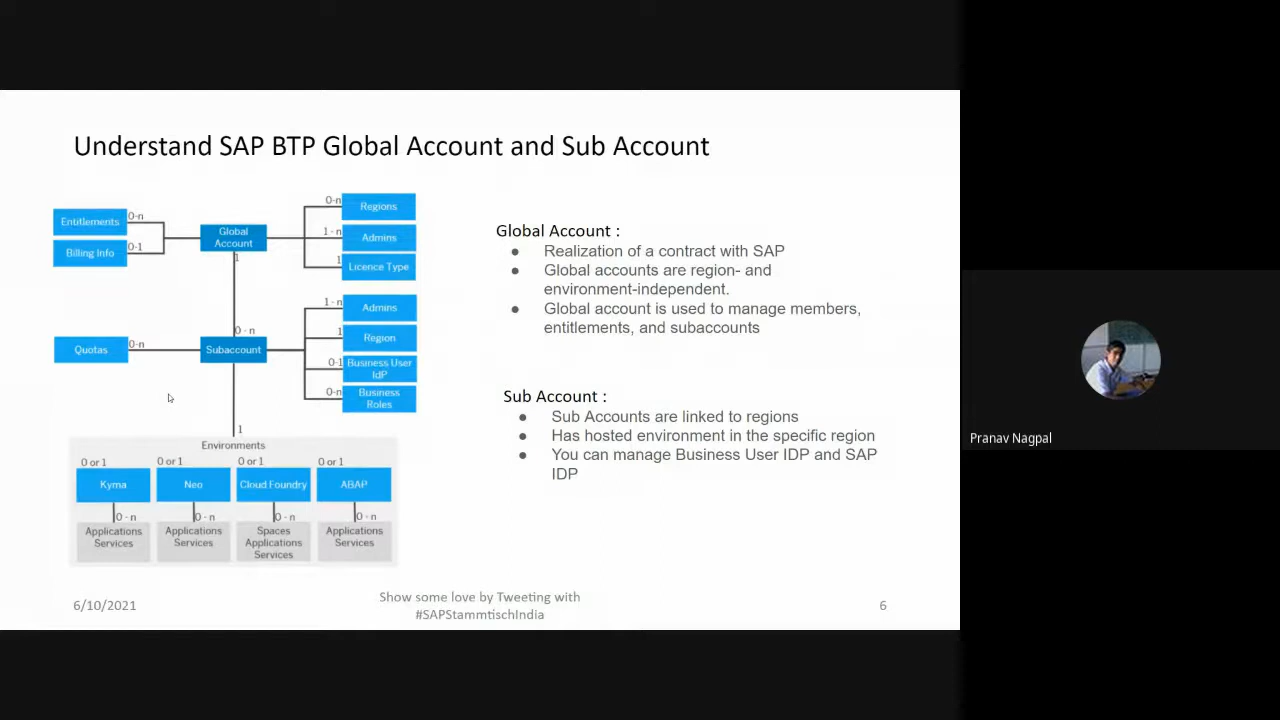 Understand SAP BTP Global Account and Sub Account
Entitlements
0-n
Billing Info
0-1
Global
Account
0-n
Regions
1 - n
Admins
1
Licence Type
1
0 - n
Quotas
0-n
Subaccount
1 - n
Admins
1
Region
0-1
Business User
IdP
0-n
Business
Roles
1
Environments
0 or 1
0 or 1
0 or 1
0 or 1
Kyma
Neo
Cloud Foundry
ABAP
0 - n
0 - n
0 - n
0 - n
Applications
Services
Applications
Services
Spaces
Applications
Services
Applications
Services
Global Account :
● Realization of a contract with SAP
● Global accounts are region- and
environment-independent.
● Global account is used to manage members,
entitlements, and subaccounts
Sub Account :
● Sub Accounts are linked to regions
● Has hosted environment in the specific region
● You can manage Business User IDP and SAP
IDP
6/10/2021
Show some love by Tweeting with
#SAPStammtischIndia
6
Pranav Nagpal